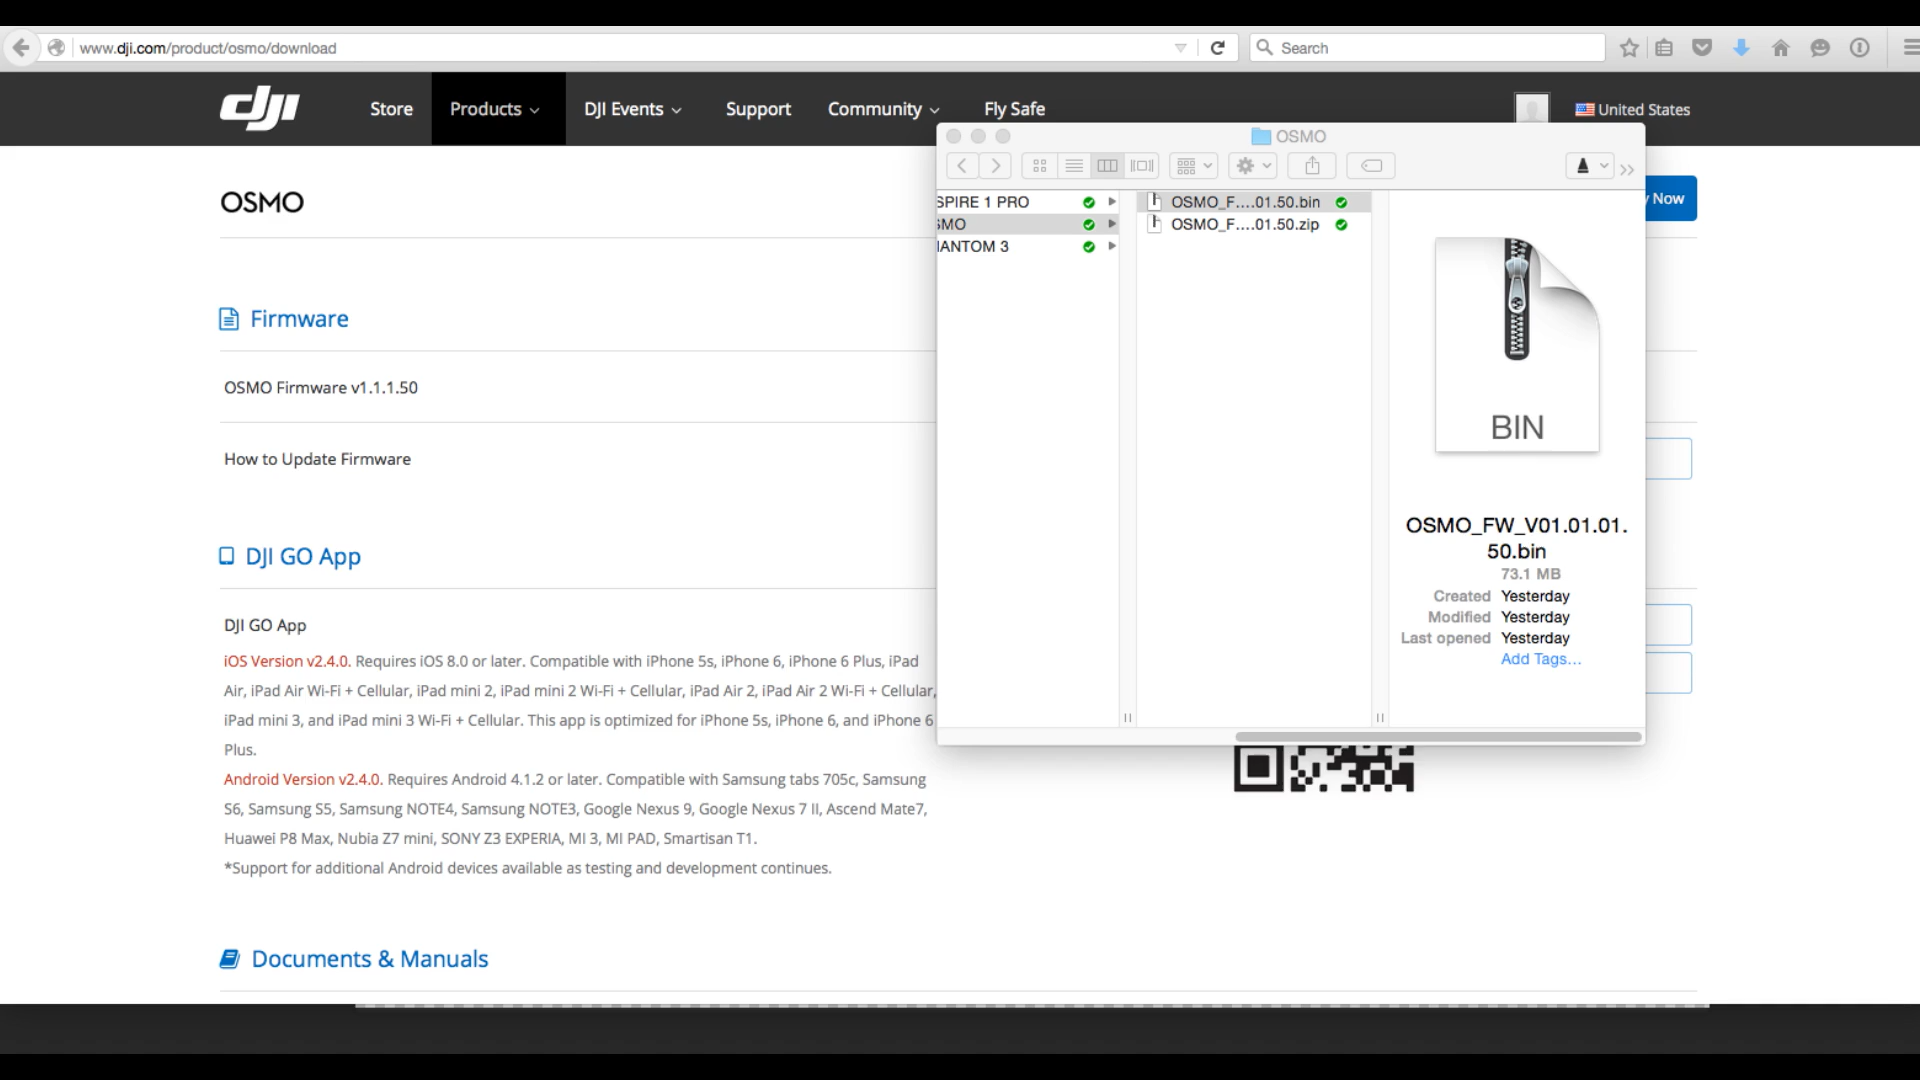 www.dji.com/product/osmo/download
Search
dji
Store
Products
DJI Events
Support
Community
Fly Safe
United States
OSMO
Now
Firmware
OSMO Firmware v1.1.1.50
How to Update Firmware
DJI GO App
DJI GO App
iOS Version v2.4.0. Requires iOS 8.0 or later. Compatible with iPhone 5s, iPhone 6, iPhone 6 Plus, iPad
Air, iPad Air Wi-Fi + Cellular, iPad mini 2, iPad mini 2 Wi-Fi + Cellular, iPad Air 2, iPad Air 2 Wi-Fi + Cellular,
iPad mini 3, and iPad mini 3 Wi-Fi + Cellular. This app is optimized for iPhone 5s, iPhone 6, and iPhone 6
Plus.
Android Version v2.4.0. Requires Android 4.1.2 or later. Compatible with Samsung tabs 705c, Samsung
S6, Samsung S5, Samsung NOTE4, Samsung NOTE3, Google Nexus 9, Google Nexus 7 II, Ascend Mate7,
Huawei P8 Max, Nubia Z7 mini, SONY Z3 EXPERIA, MI 3, MI PAD, Smartisan T1.
*Support for additional Android devices available as testing and development continues.
Documents & Manuals
OSMO
SPIRE 1 PRO
SMO
HANTOM 3
OSMO_F....01.50.bin
OSMO_F....01.50.zip
BIN
OSMO_FW_V01.01.01.
50.bin
73.1 MB
Created Yesterday
Modified Yesterday
Last opened Yesterday
Add Tags...